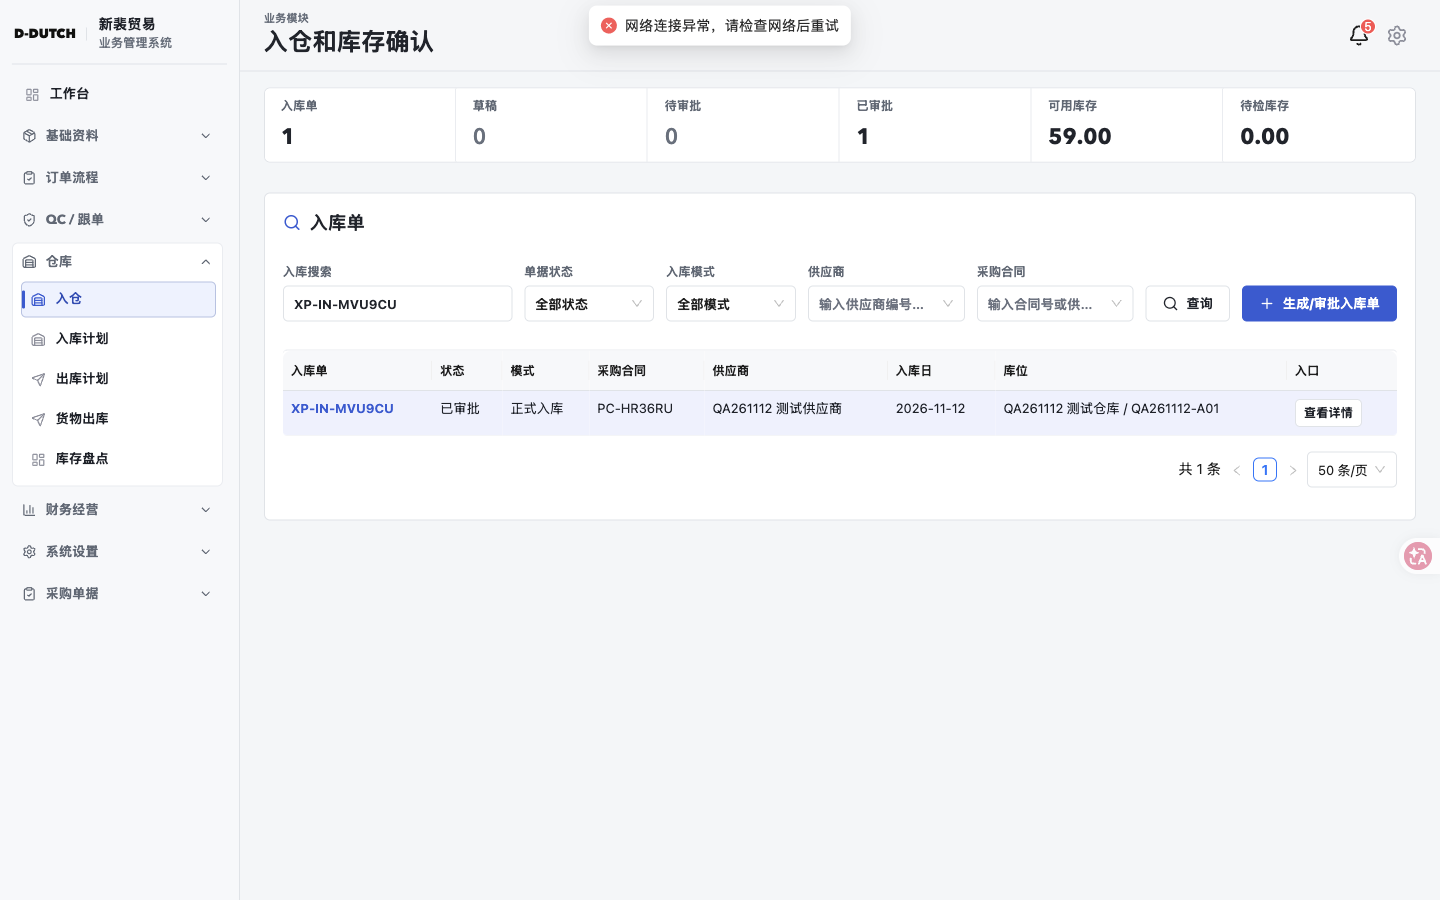 D-DUTCH
新装贸易
业务管理系统
工作台
基础资料
订单流程
QC / 跟单
仓库
入仓
入库计划
出库计划
货物出库
库存盘点
财务经营
系统设置
采购单据
业务模块
入仓和库存确认
网络连接异常，请检查网络后重试
5
入库单
1
草稿
0
待审批
0
已审批
1
可用库存
59.00
待检库存
0.00
入库单
入库搜索
单据状态
入库模式
供应商
采购合同
XP-IN-MVU9CU
全部状态
全部模式
输入供应商编号...
输入合同号或供...
查询
生成/审批入库单
入库单 状态 模式 采购合同 供应商 入库日 库位 入口
XP-IN-MVU9CU 已审批 正式入库 PC-HR36RU QA261112 测试供应商 2026-11-12 QA261112 测试仓库 / QA261112-A01 查看详情
共 1 条 1 50 条/页